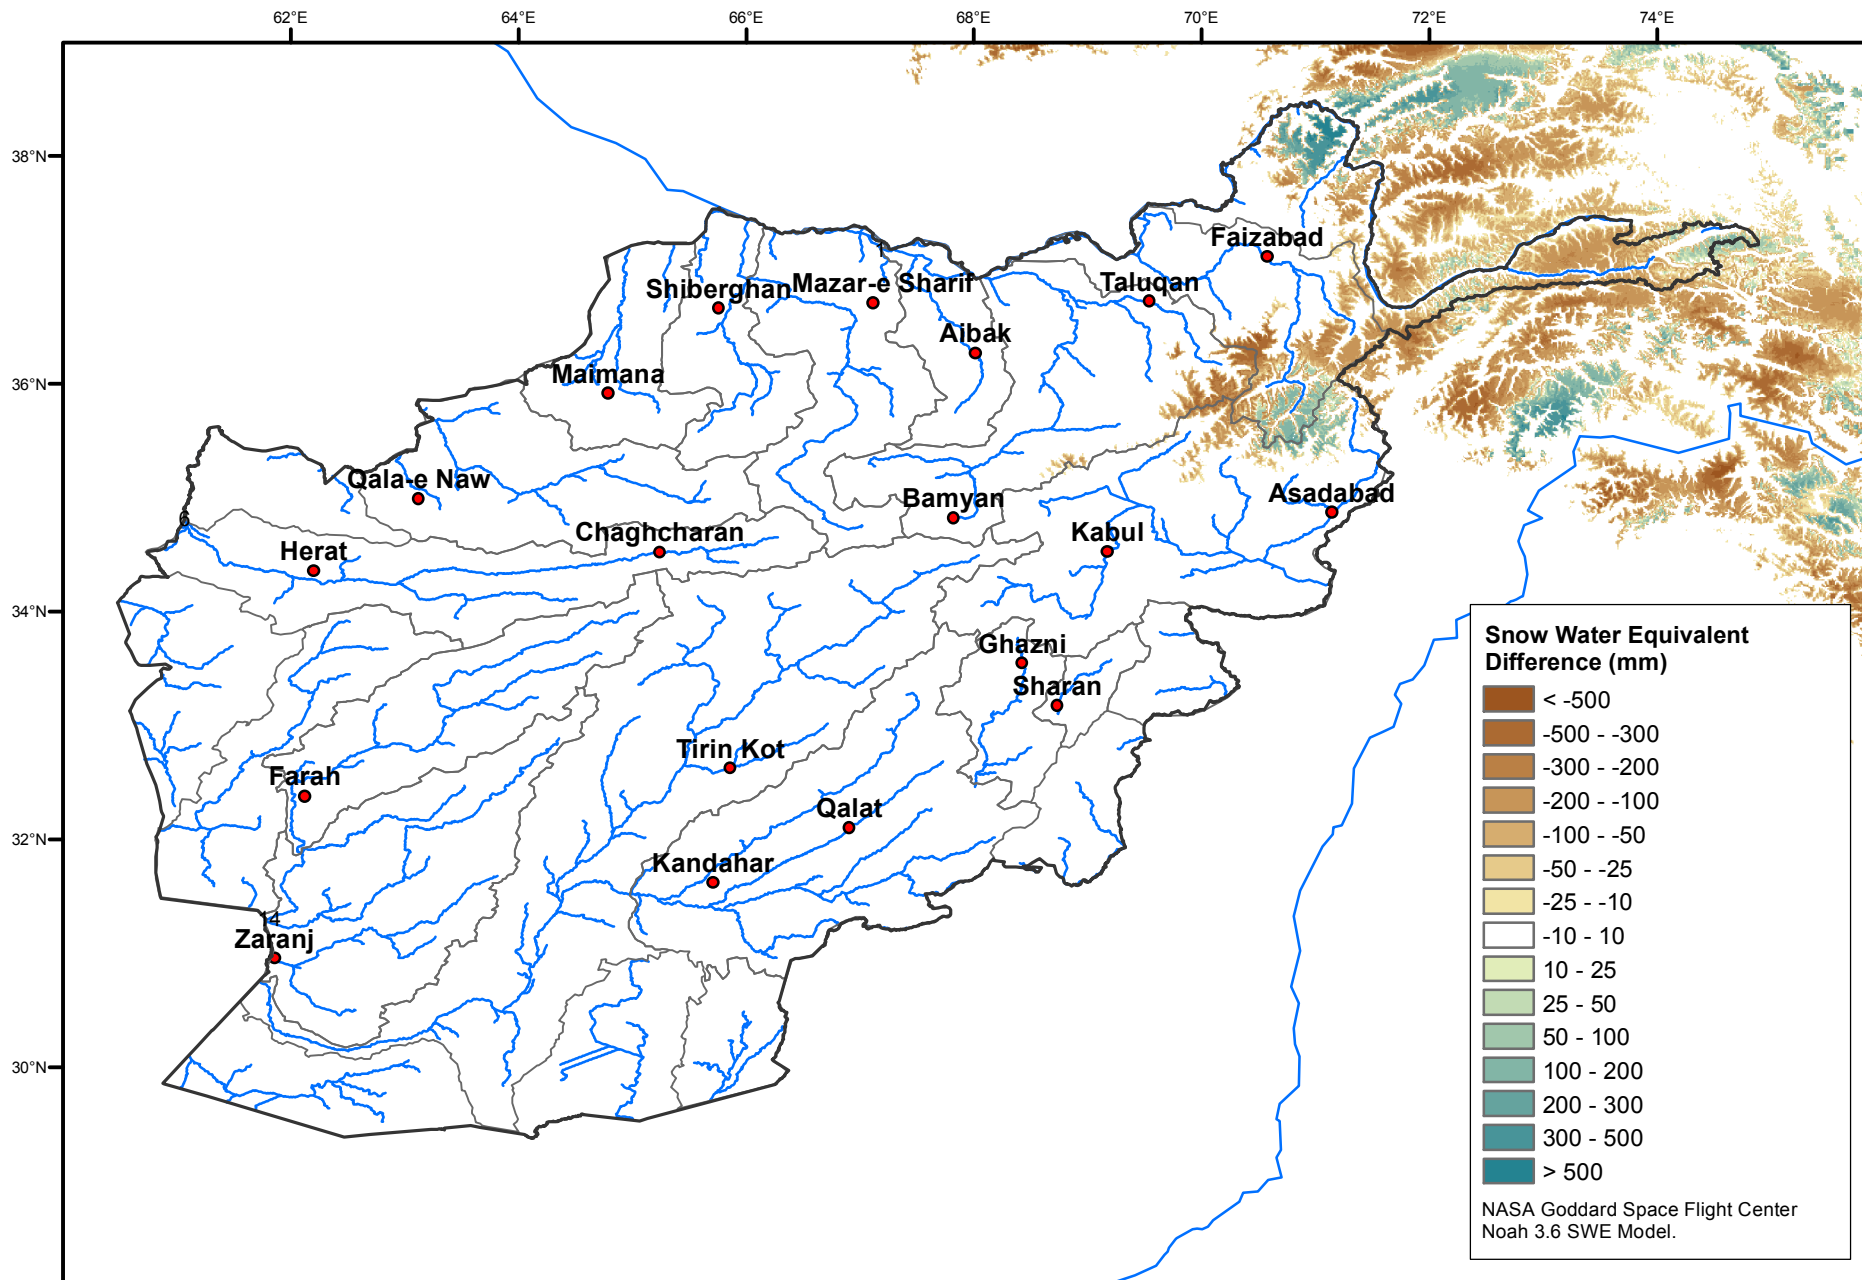 62°E
64°E
66°E
68°E
70°E
72°E
74°E
38°N
36°N
34°N
32°N
30°N
Faizabad
Shiberghan
Mazar-e Sharif
Taluqan
Aibak
Maimana
Qala-e Naw
Bamyan
Asadabad
6
Herat
Chaghcharan
Kabul
Ghazni
Sharan
Tirin Kot
Farah
Qalat
Kandahar
14
Zaranj
Snow Water Equivalent
Difference (mm)
< -500
-500 - -300
-300 - -200
-200 - -100
-100 - -50
-50 - -25
-25 - -10
-10 - 10
10 - 25
25 - 50
50 - 100
100 - 200
200 - 300
300 - 500
> 500
NASA Goddard Space Flight Center
Noah 3.6 SWE Model.